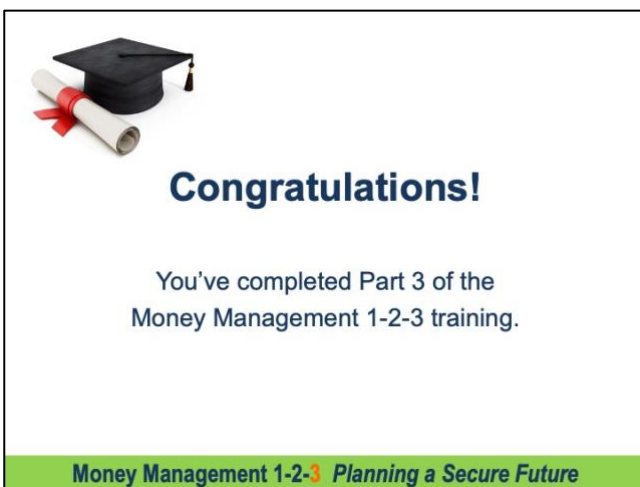 Congratulations!
You've completed Part 3 of the
Money Management 1-2-3 training.
Money Management 1-2-3 Planning a Secure Future